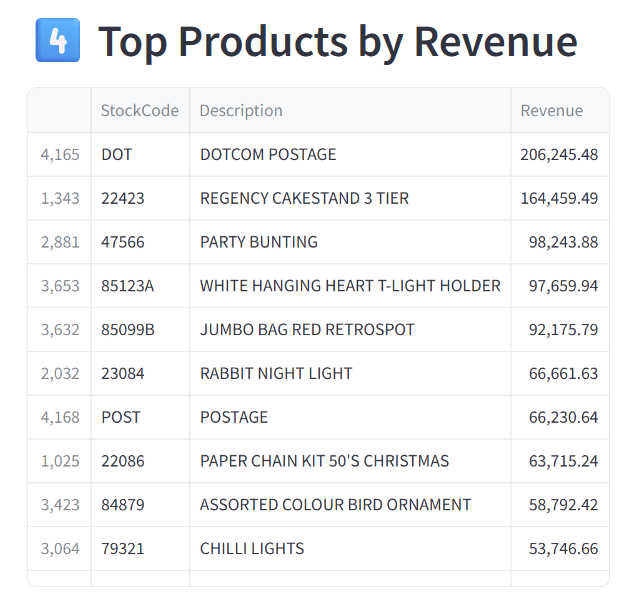 4 Top Products by Revenue
StockCode Description Revenue
4,165 DOT DOTCOM POSTAGE 206,245.48
1,343 22423 REGENCY CAKESTAND 3 TIER 164,459.49
2,881 47566 PARTY BUNTING 98,243.88
3,653 85123A WHITE HANGING HEART T-LIGHT HOLDER 97,659.94
3,632 85099B JUMBO BAG RED RETROSPOT 92,175.79
2,032 23084 RABBIT NIGHT LIGHT 66,661.63
4,168 POST POSTAGE 66,230.64
1,025 22086 PAPER CHAIN KIT 50'S CHRISTMAS 63,715.24
3,423 84879 ASSORTED COLOUR BIRD ORNAMENT 58,792.42
3,064 79321 CHILLI LIGHTS 53,746.66